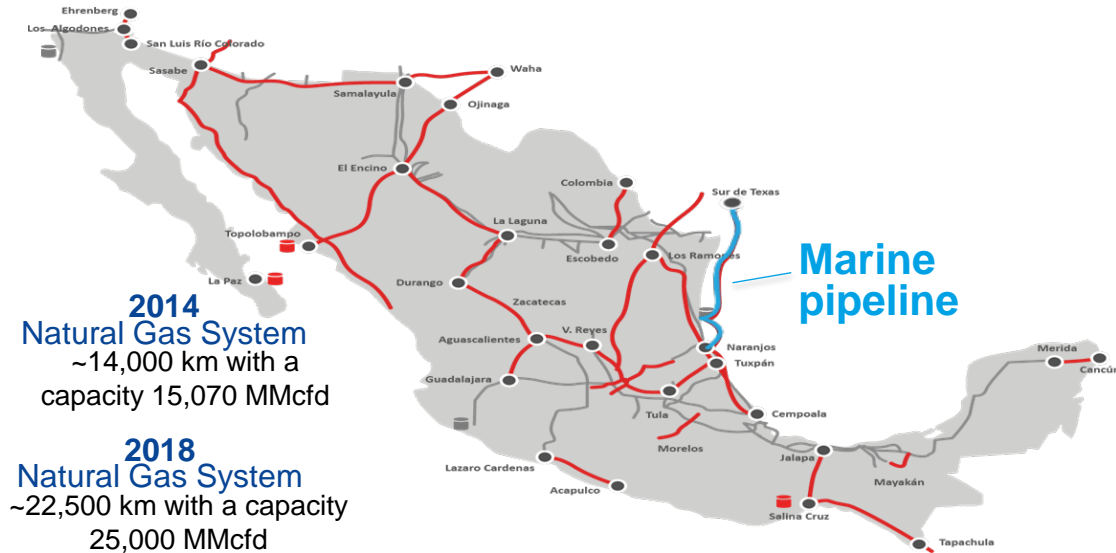 Ehrenberg
Los Algodones
San Luis Río Colorado
Sasabe
Waha
Samalayula
Ojinaga
El Encino
Colombia
Sur de Texas
La Laguna
Topolobampo
Escobedo
Los Ramones
Marine
pipeline
La Paz
Durango
2014
Natural Gas System
~14,000 km with a
capacity 15,070 MMcfd
Zacatecas
V. Reyes
Aguascalientes
Naranjos
Tuxpán
Merida
Cancún
Guadalajara
Tula
Cempoala
Morelos
2018
Natural Gas System
~22,500 km with a capacity
25,000 MMcfd
Lazaro Cardenas
Jalapa
Mayakán
Acapulco
Salina Cruz
Tapachula